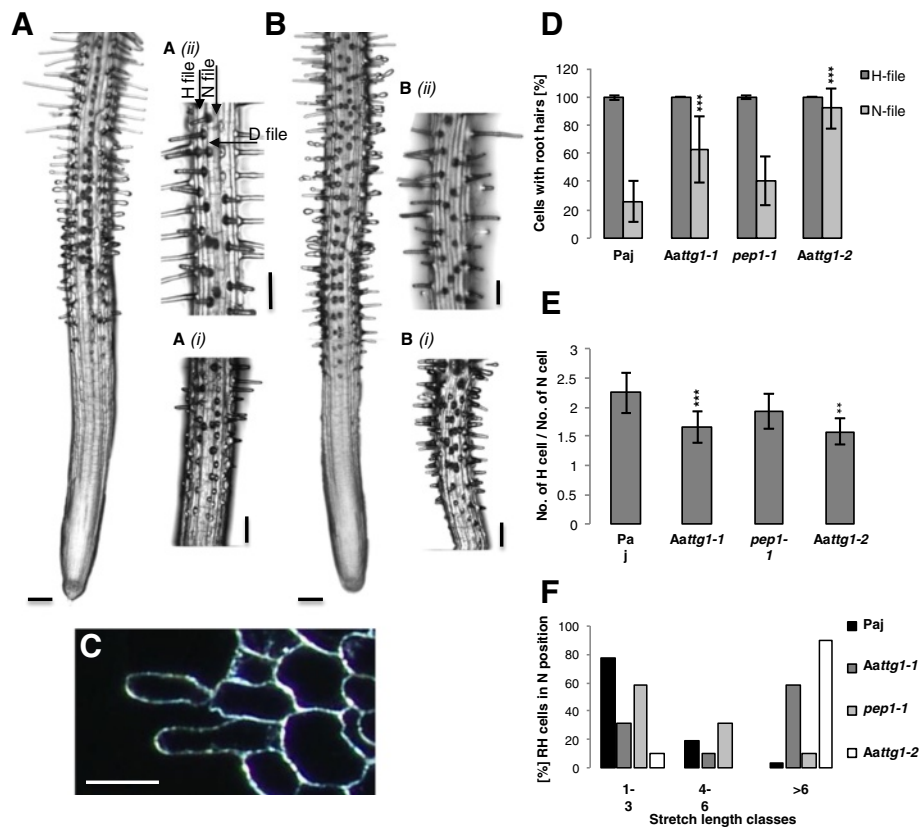 A
A (ii)
H file
N file
D file
A (i)
B
B (ii)
B (i)
C
D
Cells with root hairs [%]
120
100
80
60
40
20
0
***
***
Paj
Aattg1-1
pep1-1
Aattg1-2
H-file
N-file
E
No. of H cell / No. of N cell
3
2.5
2
1.5
1
0.5
0
***
**
Pa
j
Aattg1-1
pep1-
1
Aattg1-2
F
[%] RH cells in N position
100
80
60
40
20
0
1-
3
4-
6
>6
Stretch length classes
Paj
Aattg1-1
pep1-1
Aattg1-2